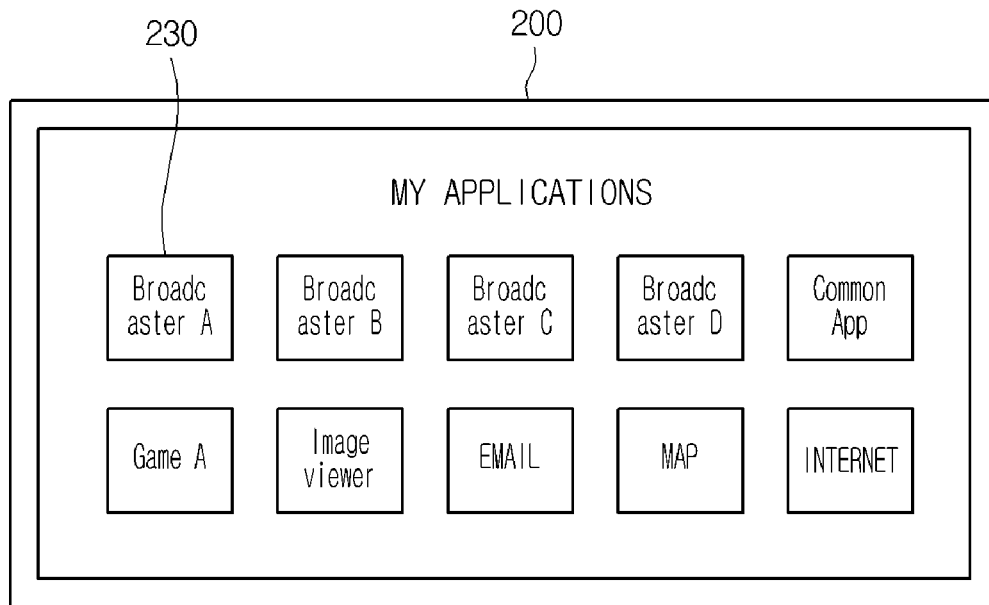 230
200
MY APPLICATIONS
Broadc
aster A
Broadc
aster B
Broadc
aster C
Broadc
aster D
Common
App
Game A
Image
viewer
EMAIL
MAP
INTERNET